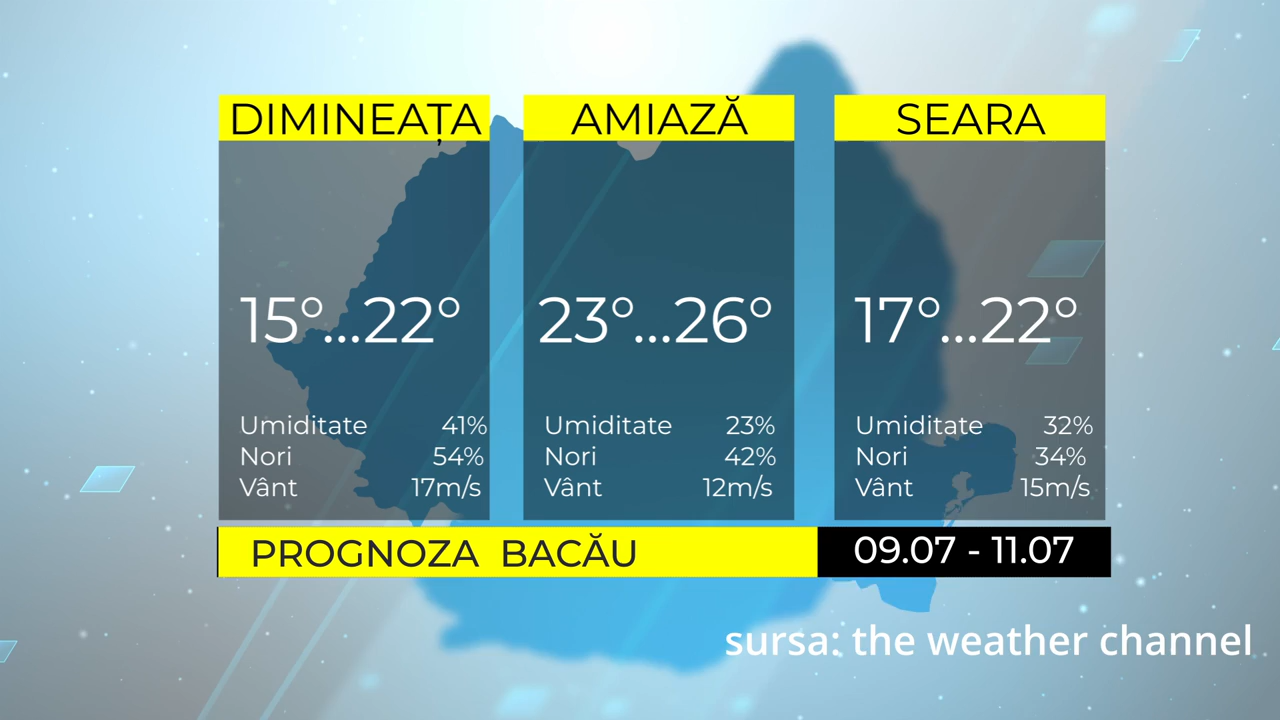 DIMINEAȚA
15°...22°
Umiditate 41%
Nori 54%
Vânt 17m/s
AMIAZĂ
23°...26°
Umiditate 23%
Nori 42%
Vânt 12m/s
SEARA
17°...22°
Umiditate 32%
Nori 34%
Vânt 15m/s
PROGNOZA BACĂU
09.07 - 11.07
sursa: the weather channel